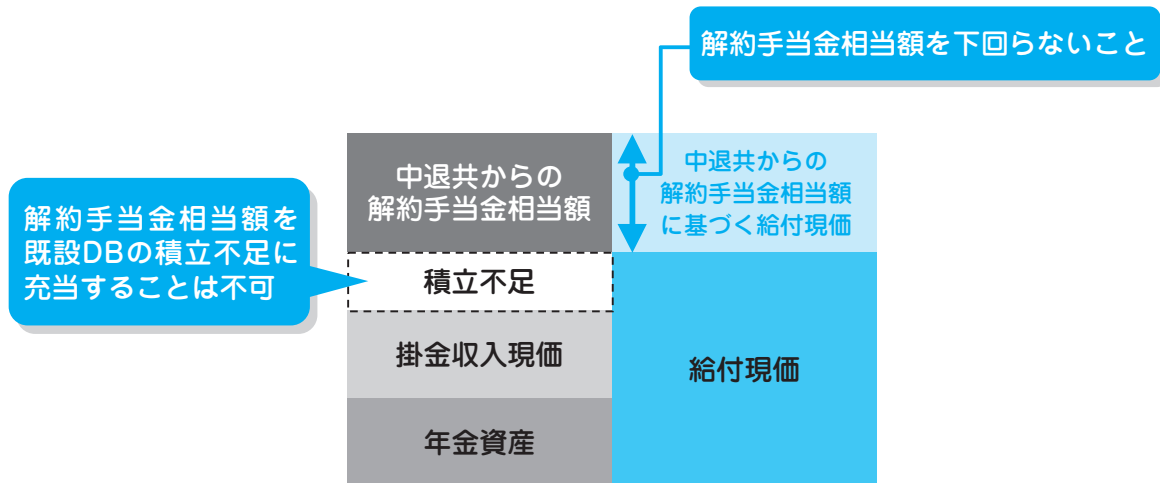 解約手当金相当額を下回らないこと
中退共からの
解約手当金相当額
中退共からの
解約手当金相当額
に基づく給付現価
解約手当金相当額を
既設DBの積立不足に
充当することは不可
積立不足
掛金収入現価
給付現価
年金資産